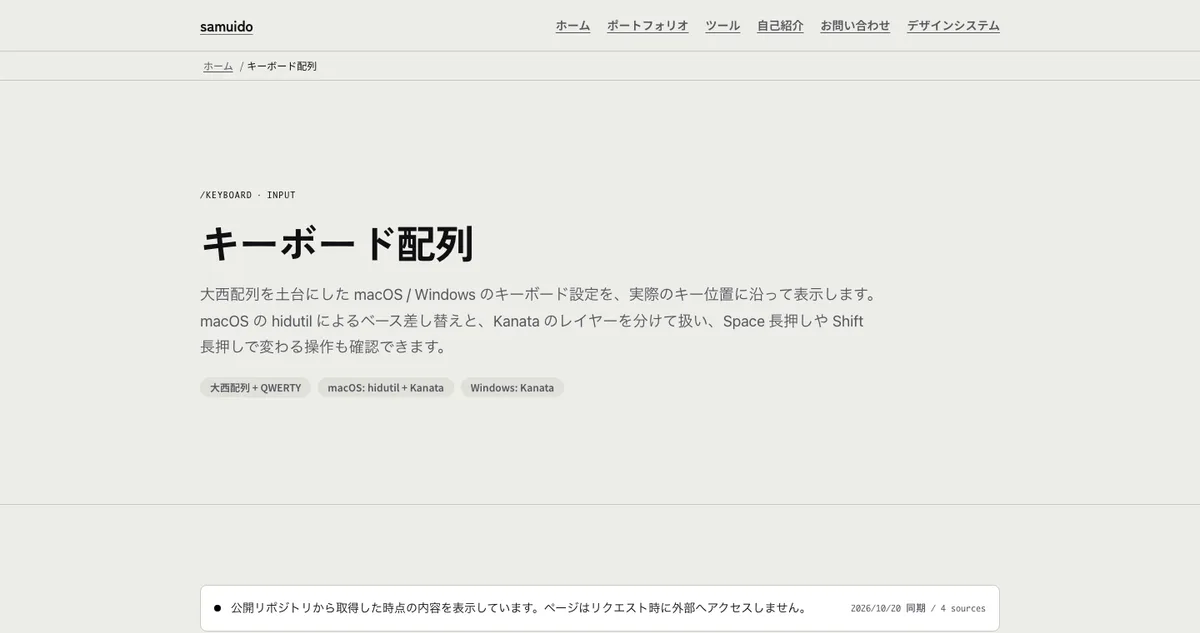 samuido
ホーム ポートフォリオ ツール 自己紹介 お問い合わせ デザインシステム
ホーム / キーボード配列
/KEYBOARD · INPUT
キーボード配列
大西配列を土台にした macOS / Windows のキーボード設定を、実際のキー位置に沿って表示します。
macOS の hidutil によるベース差し替えと、Kanata のレイヤーを分けて扱い、Space 長押しや Shift
長押しで変わる操作も確認できます。
大西配列 + QWERTY macOS: hidutil + Kanata Windows: Kanata
公開リポジトリから取得した時点の内容を表示しています。ページはリクエスト時に外部へアクセスしません。 2026/10/20 同期 / 4 sources